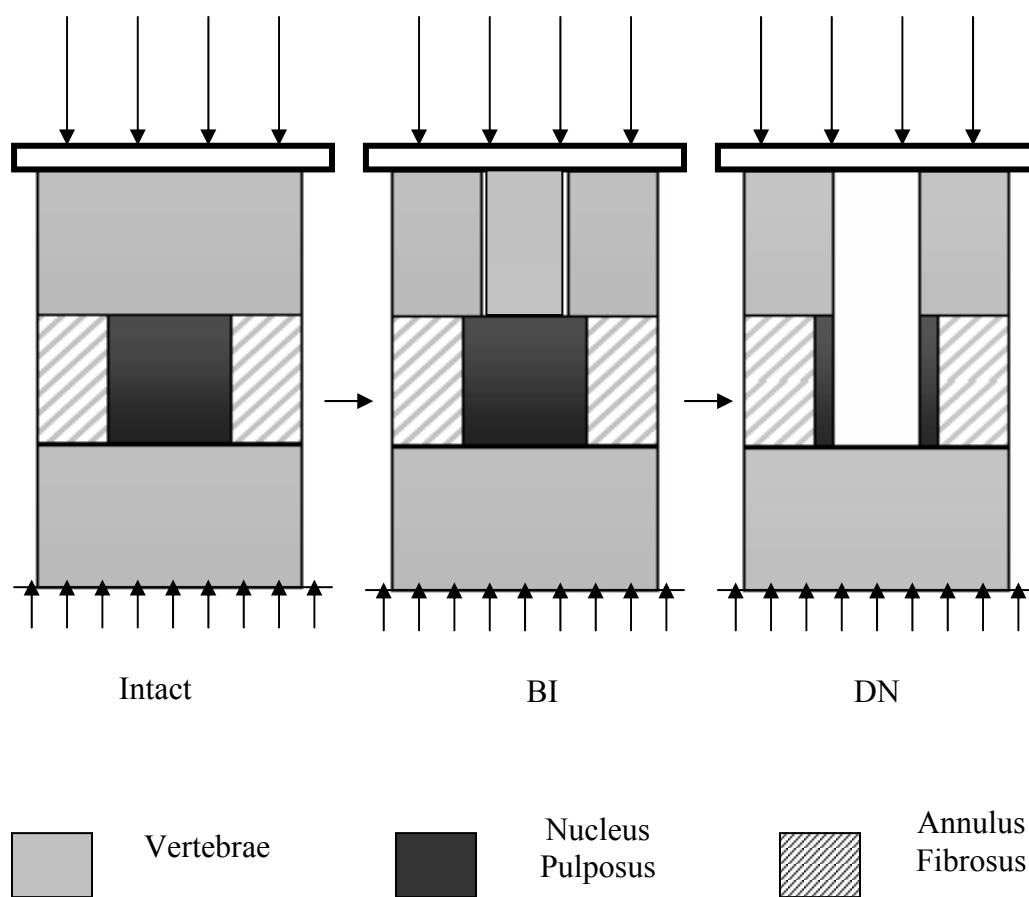 Intact
BI
DN
Vertebrae
Nucleus
Pulposus
Annulus
Fibrosus